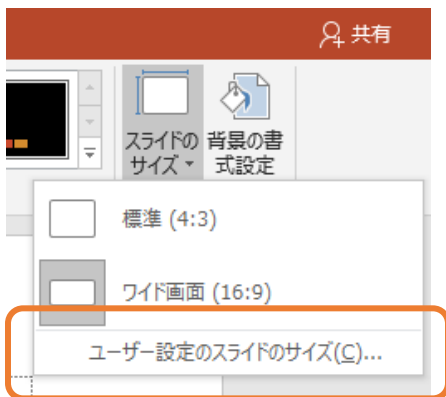 共有
スライドの
サイズ
背景の書
式設定
標準 (4:3)
ワイド画面 (16:9)
ユーザー設定のスライドのサイズ(C)...